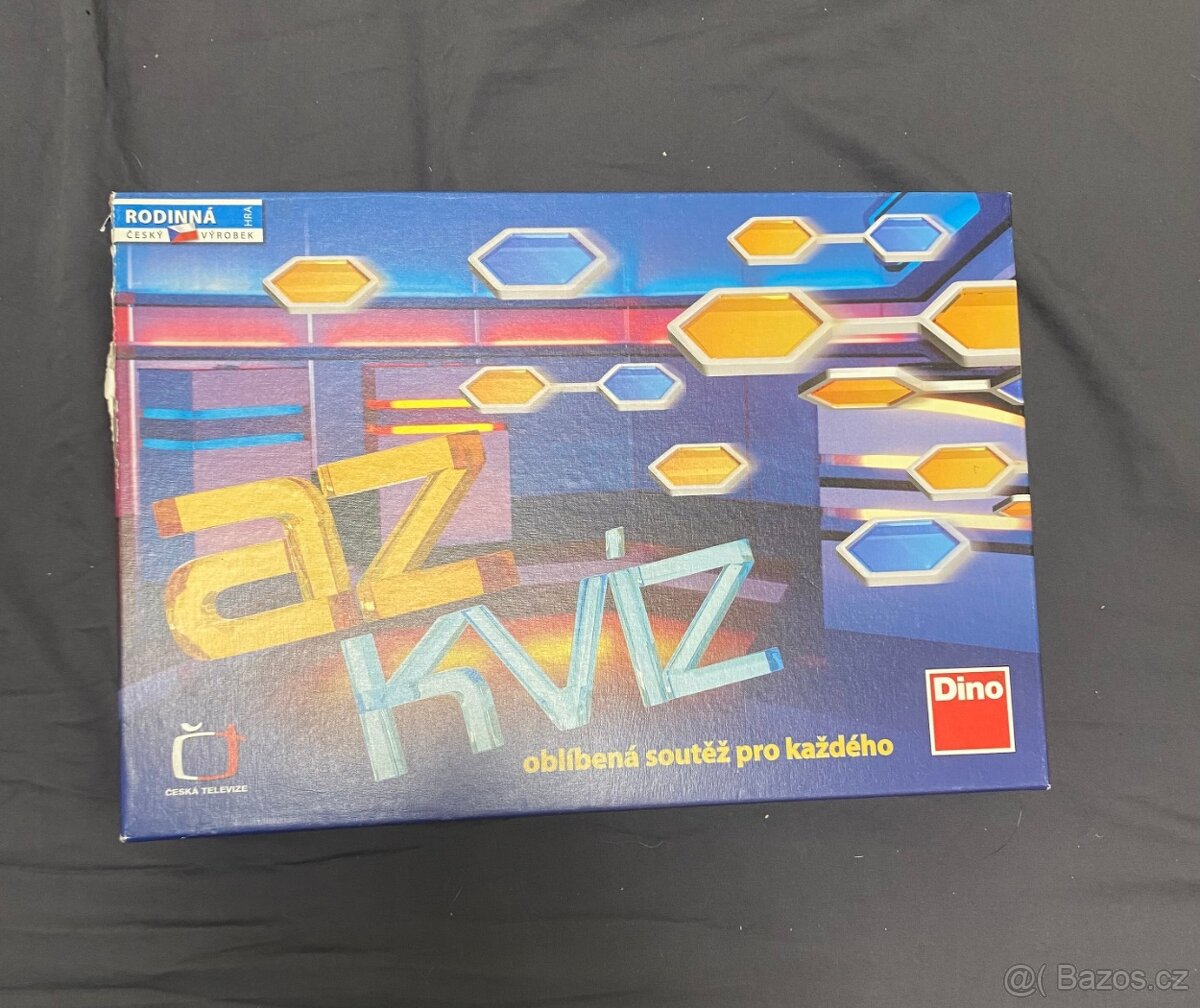 RODINNÁ
HRA
ČESKÝ VÝROBEK
az
kvíz
oblíbená soutěž pro každého
Dino
ČESKÁ TELEVIZE
@( Bazos.cz